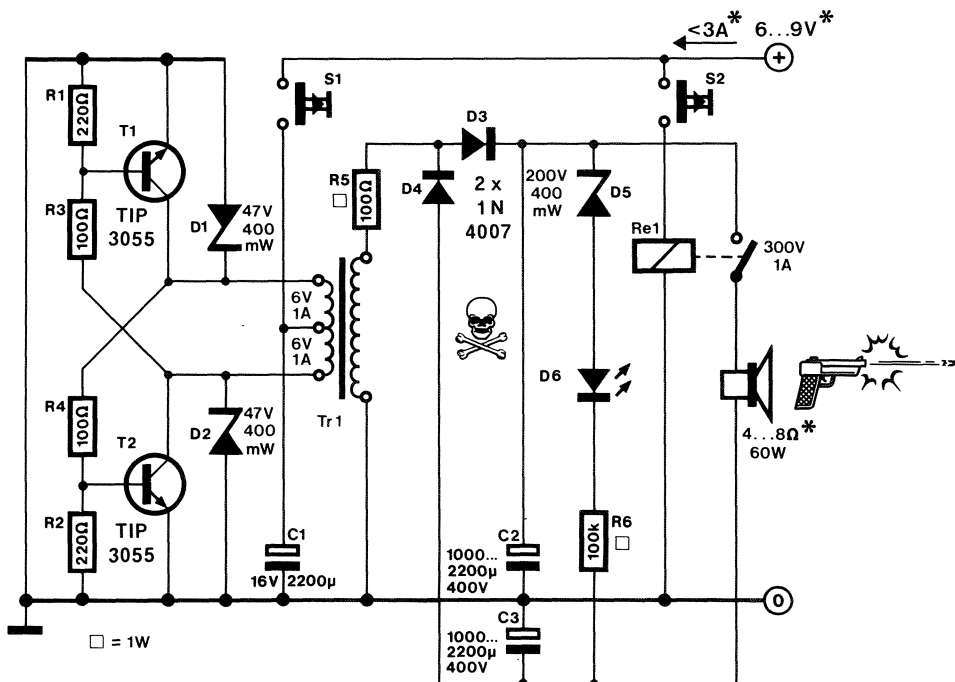 <3A* 6...9V*
+
S1
S2
R1
220Ω
T1
TIP
3055
R3
100Ω
D1
47V
400
mW
R5
□ 100Ω
D3
D4
2 x
1N
4007
200V
400
mW
D5
Re1
300V
1A
6V
1A
6V
1A
Tr1
R4
100Ω
T2
TIP
3055
R2
220Ω
D2
47V
400
mW
D6
4...8Ω*
60W
C1
16V 2200µ
C2
1000...
2200µ
400V
R6
100k □
0
C3
1000...
2200µ
400V
□ = 1W